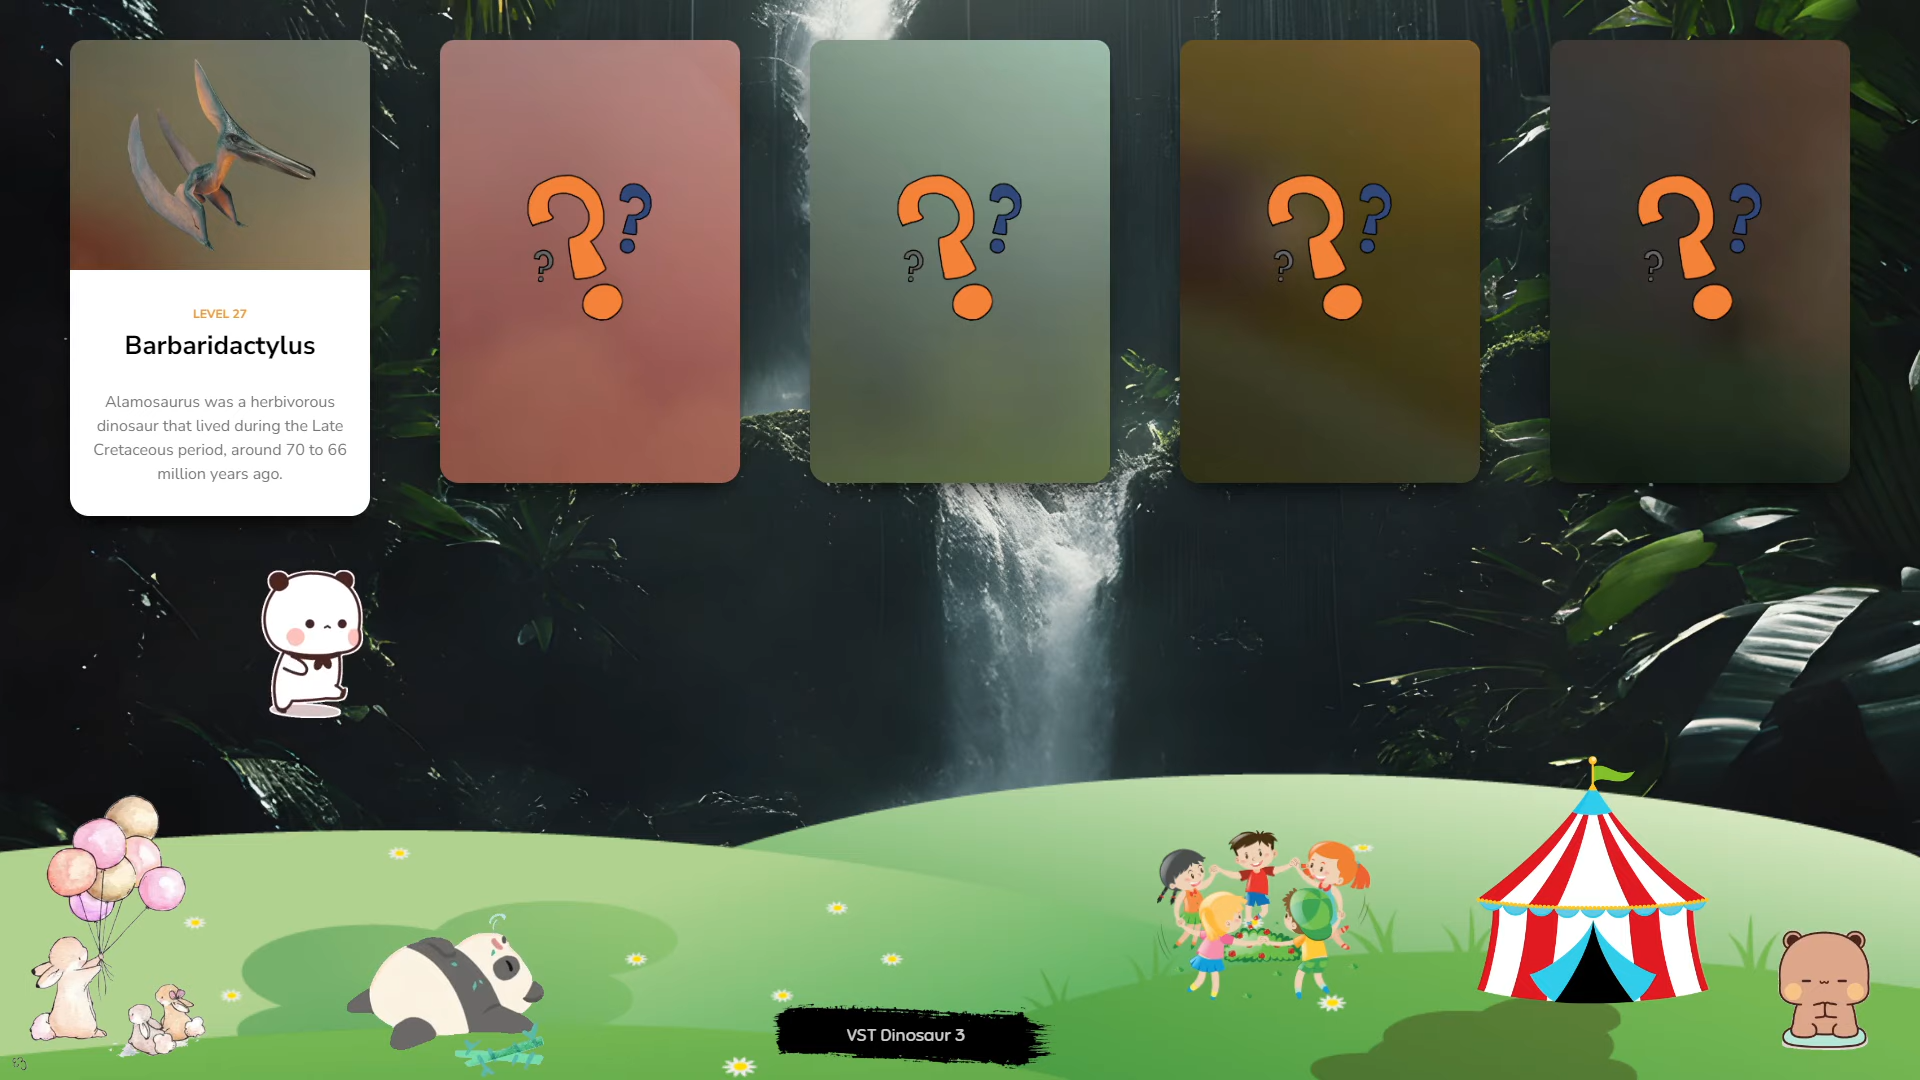 LEVEL 27
Barbaridactylus
Alamosaurus was a herbivorous
dinosaur that lived during the Late
Cretaceous period, around 70 to 66
million years ago.
? ? ?
? ? ?
? ? ?
? ? ?
VST Dinosaur 3